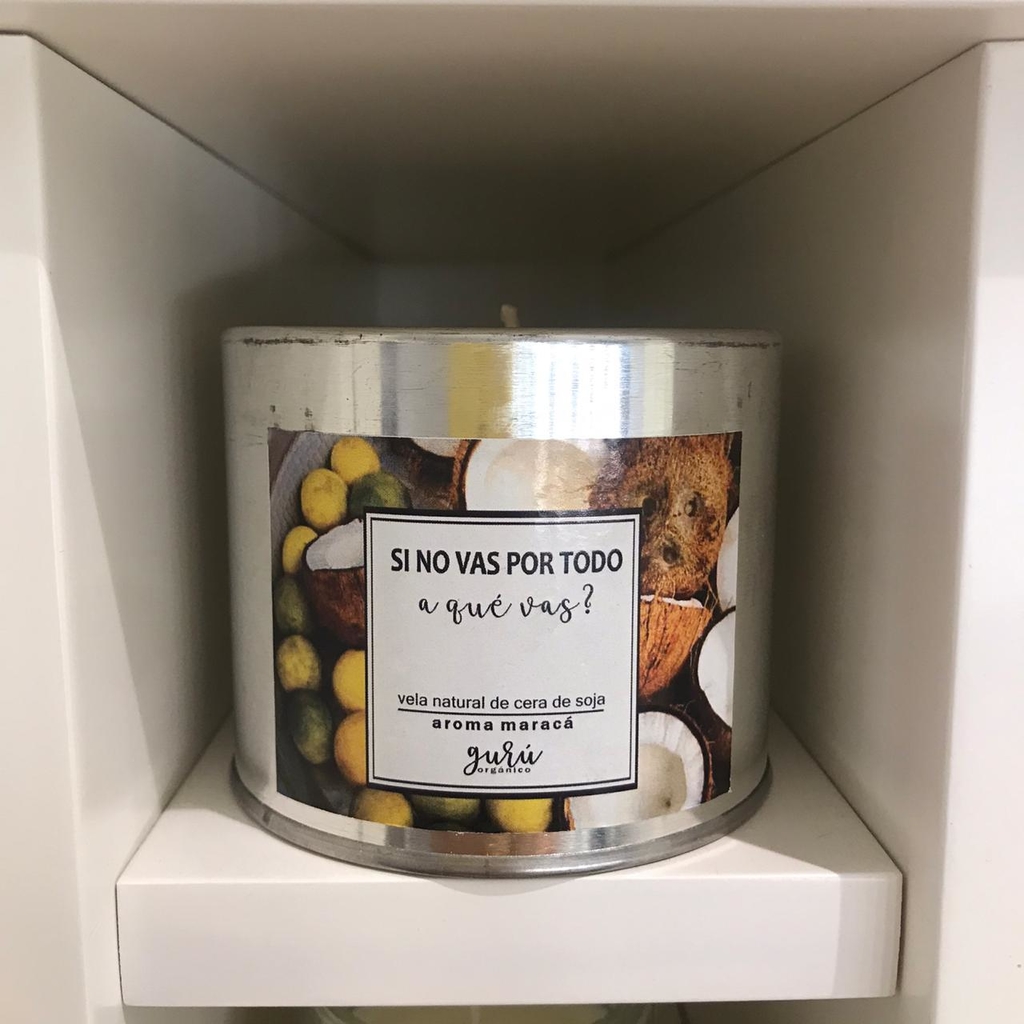 SI NO VAS POR TODO
a qué vas?
vela natural de cera de soja
aroma maracá
gurú
orgánico